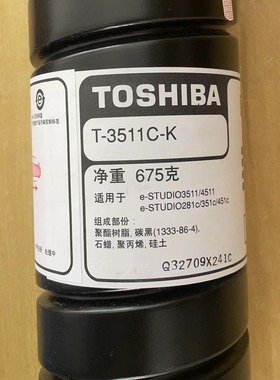 TOSHIBA
T-3511C-K
净重 675克
适用于 e-STUDIO3511/4511
e-STUDIO281c/351c/451c
组成部份:
聚酯树脂, 碳黑(1333-86-4).
石蜡, 聚丙烯, 硅土
Q32709X241C